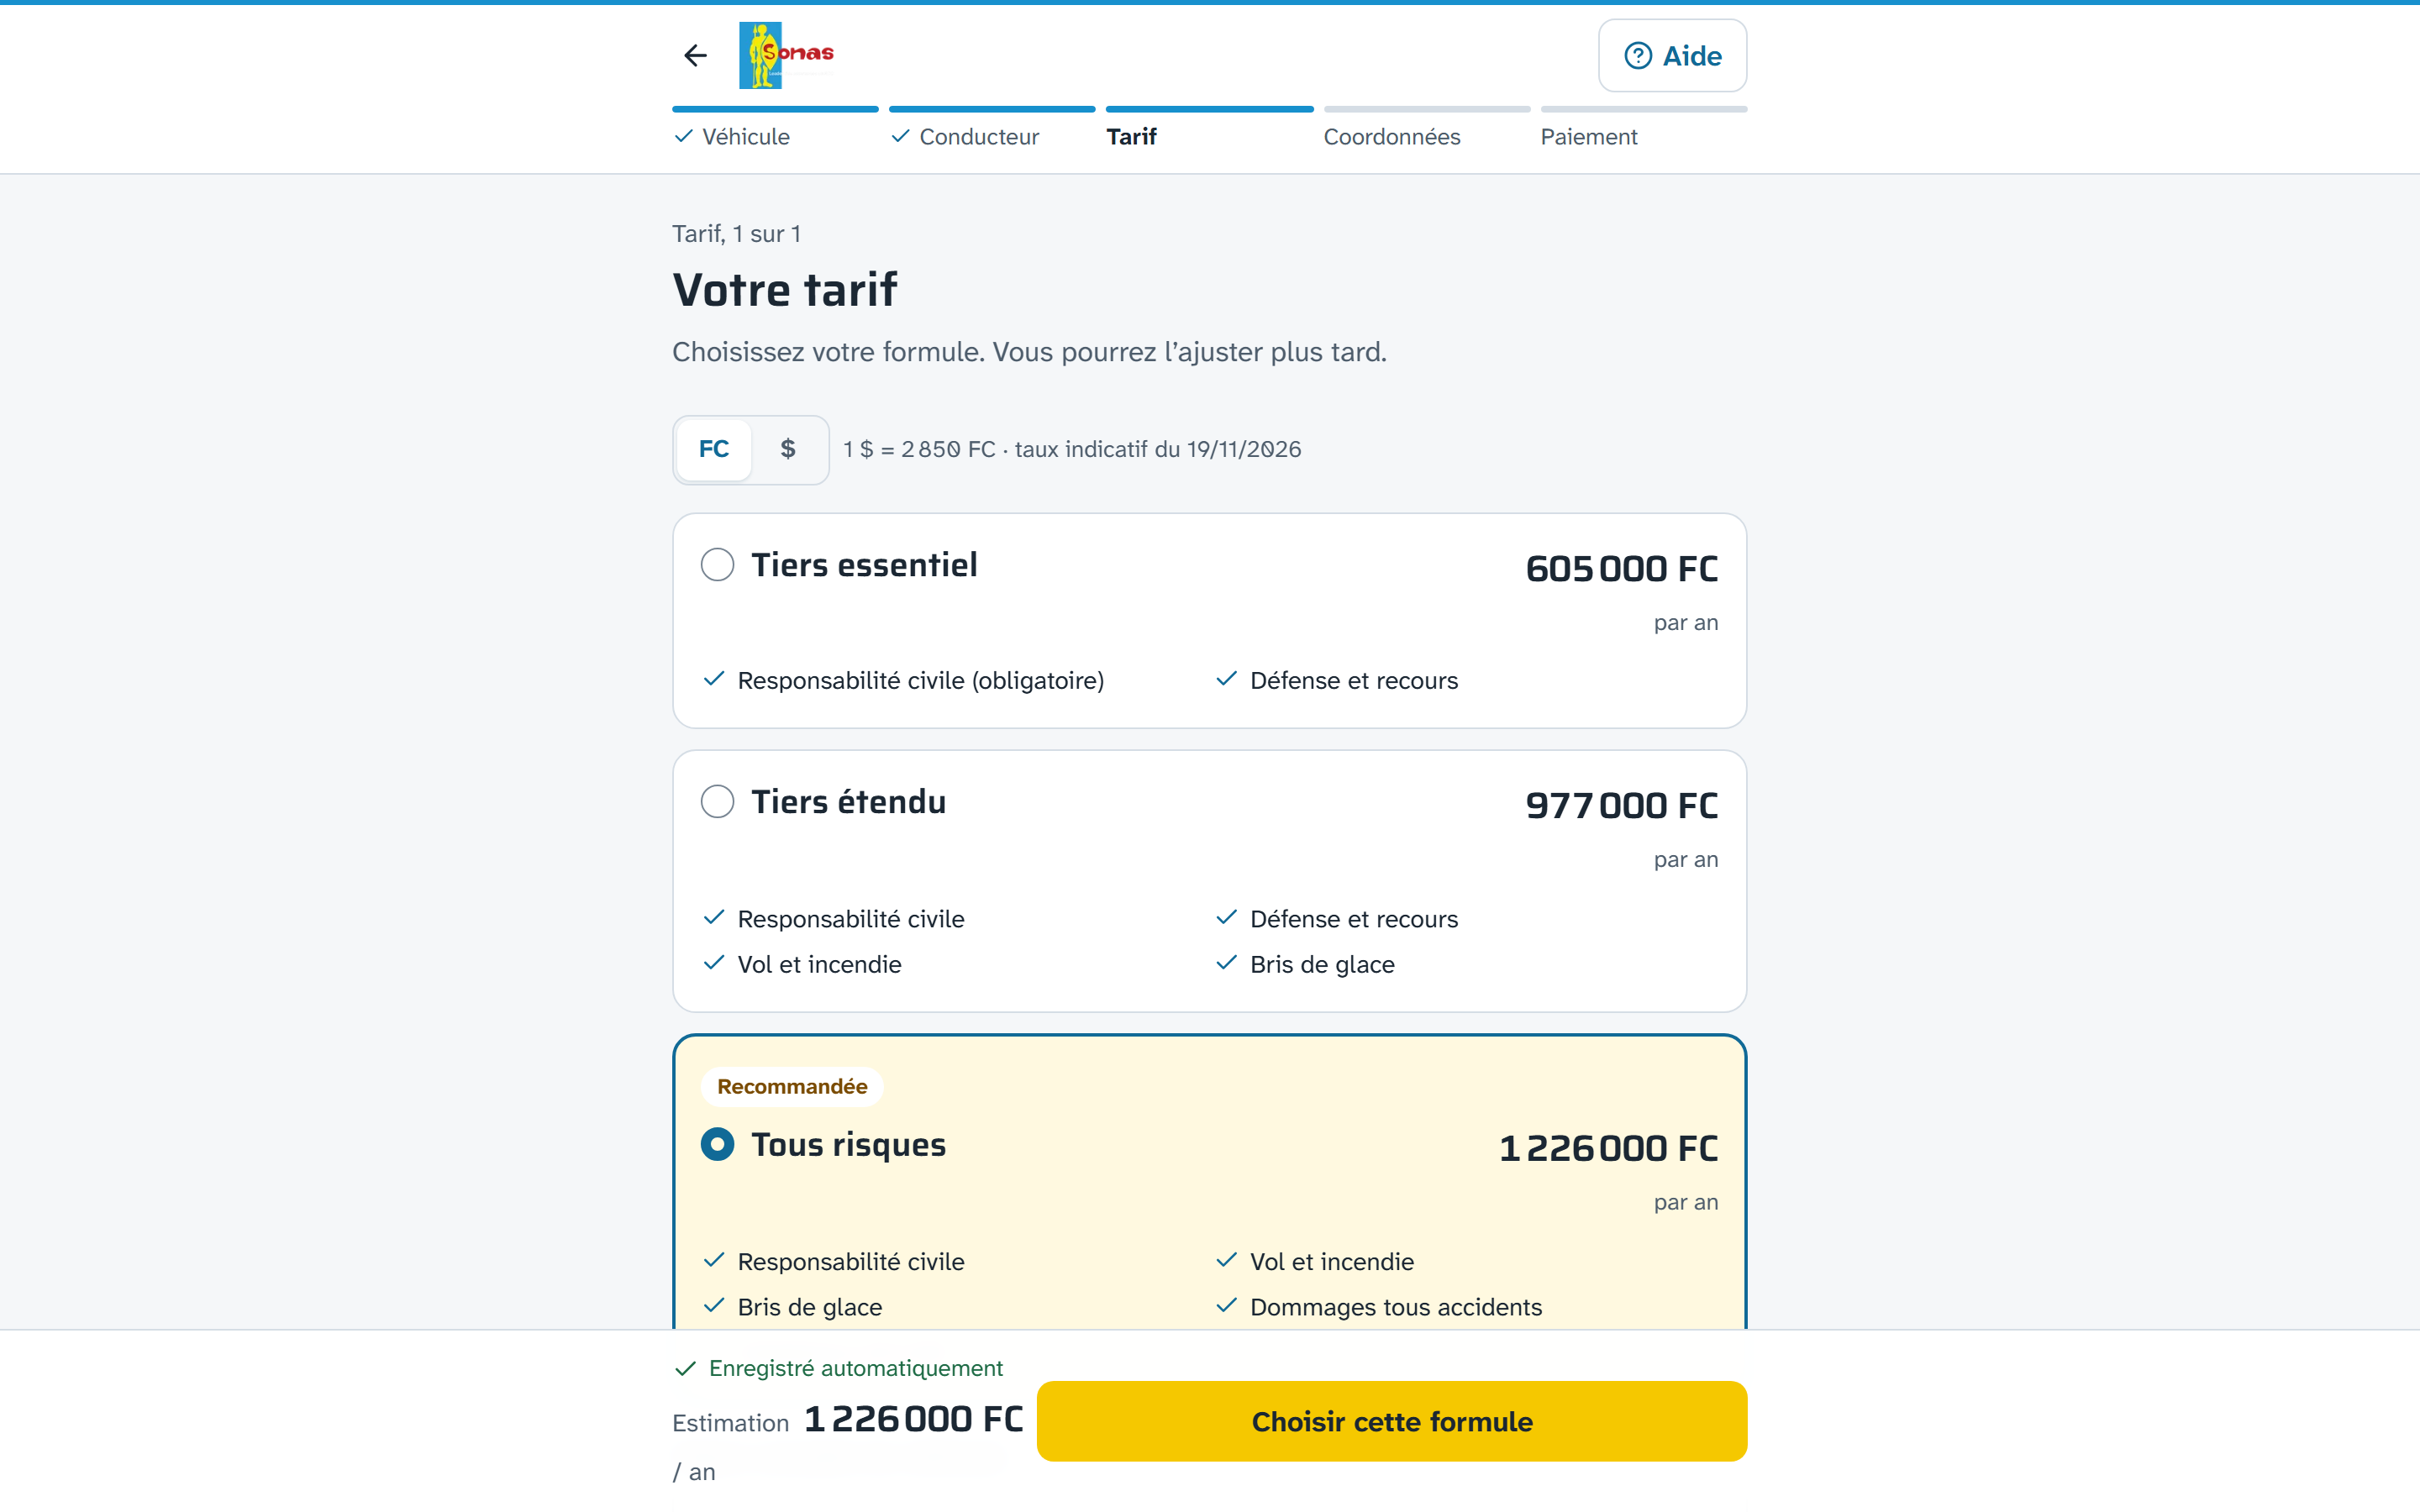 Sonas
Aide
Véhicule
Conducteur
Tarif
Coordonnées
Paiement
Tarif, 1 sur 1
Votre tarif
Choisissez votre formule. Vous pourrez l’ajuster plus tard.
FC $ 1 $ = 2 850 FC · taux indicatif du 19/11/2026
Tiers essentiel 605 000 FC
par an
Responsabilité civile (obligatoire) Défense et recours
Tiers étendu 977 000 FC
par an
Responsabilité civile Défense et recours
Vol et incendie Bris de glace
Recommandée
Tous risques 1 226 000 FC
par an
Responsabilité civile Vol et incendie
Bris de glace Dommages tous accidents
Enregistré automatiquement
Estimation 1 226 000 FC
/ an
Choisir cette formule